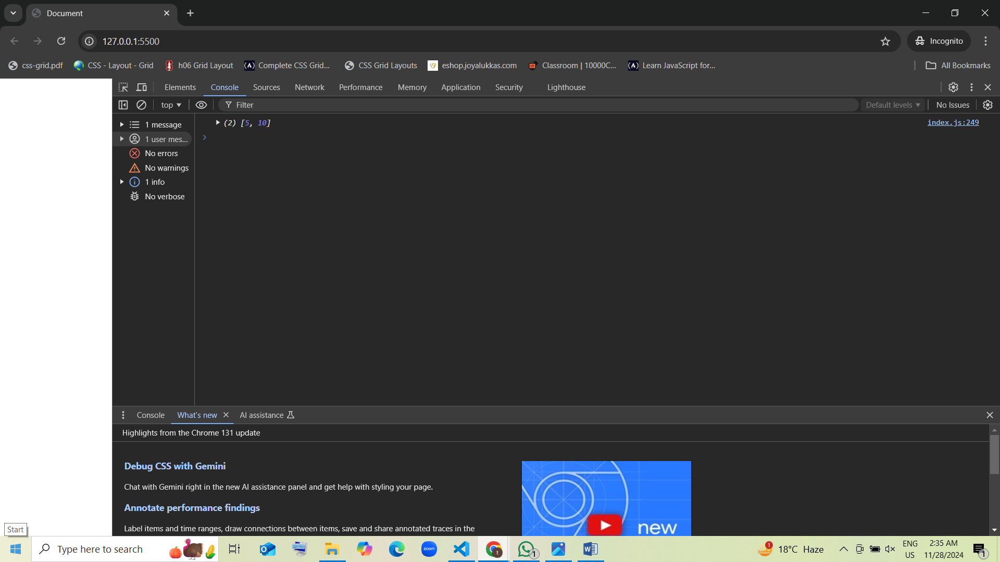 Document
127.0.0.1:5500
Incognito
css-grid.pdf
CSS - Layout - Grid
h06 Grid Layout
Complete CSS Grid...
CSS Grid Layouts
eshop.joyalukkas.com
Classroom | 10000C...
Learn JavaScript for...
All Bookmarks
Elements
Console
Sources
Network
Performance
Memory
Application
Security
Lighthouse
top
Filter
Default levels
No Issues
1 message
1 user mes...
No errors
No warnings
1 info
No verbose
(2) [5, 10]
index.js:249
Console
What's new
AI assistance
Highlights from the Chrome 131 update
Debug CSS with Gemini
Chat with Gemini right in the new AI assistance panel and get help with styling your page.
Annotate performance findings
Label items and time ranges, draw connections between items, save and share annotated traces in the
new
Start
Type here to search
zoom
1
1
18°C Haze
ENG
US
2:35 AM
11/28/2024
1